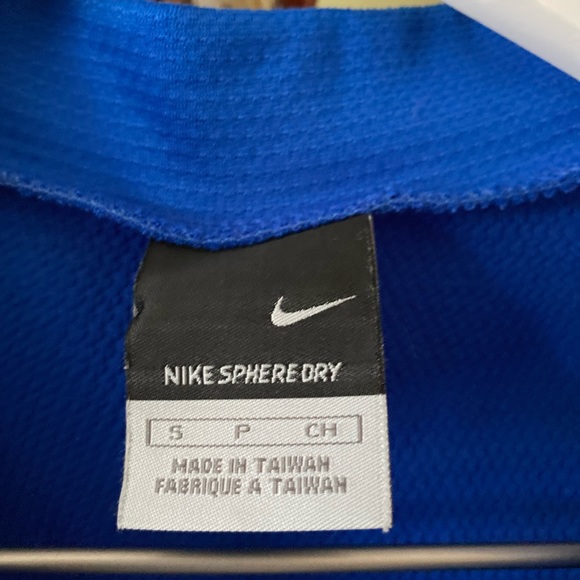 NIKE SPHERE DRY
S P CH
MADE IN TAIWAN
FABRIQUE A TAIWAN